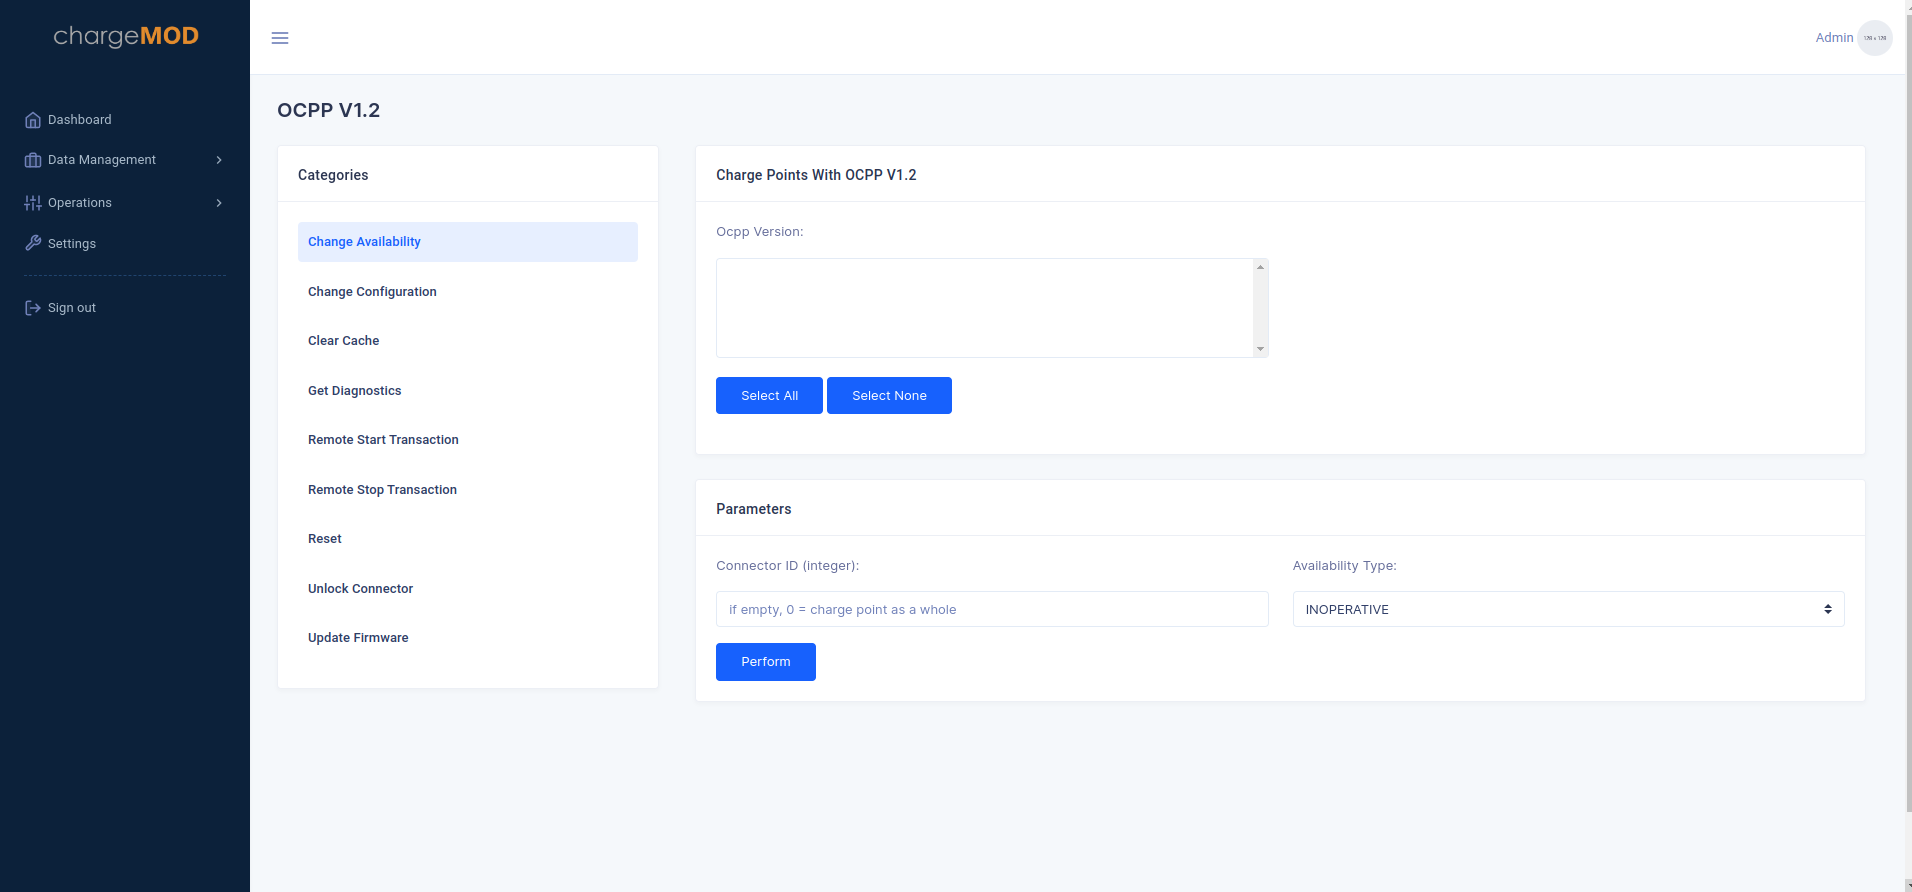 chargeMOD
Admin
Dashboard
Data Management
Operations
Settings
Sign out
OCPP V1.2
Categories
Change Availability
Change Configuration
Clear Cache
Get Diagnostics
Remote Start Transaction
Remote Stop Transaction
Reset
Unlock Connector
Update Firmware
Charge Points With OCPP V1.2
Ocpp Version:
Select All
Select None
Parameters
Connector ID (integer):
if empty, 0 = charge point as a whole
Availability Type:
INOPERATIVE
Perform